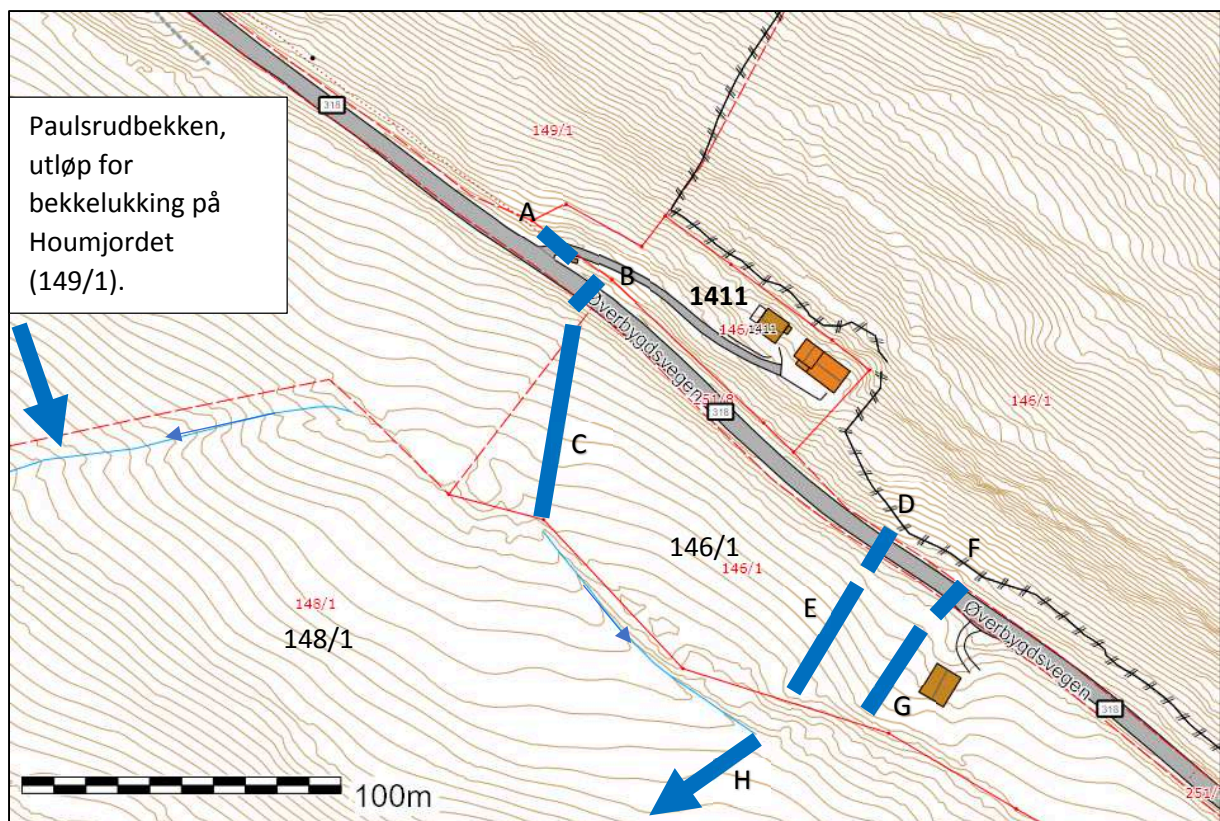 318
149/1
Paulsrudbekken,
utløp for
bekkelukking på
Houmjordet
(149/1).
A
B
1411
146/
1411
Øverbygdsvegen
251/8
318
146/1
C
D
146/1
146/1
F
E
148/1
148/1
Øverbygdsvegen
G
318
H
100m
251/